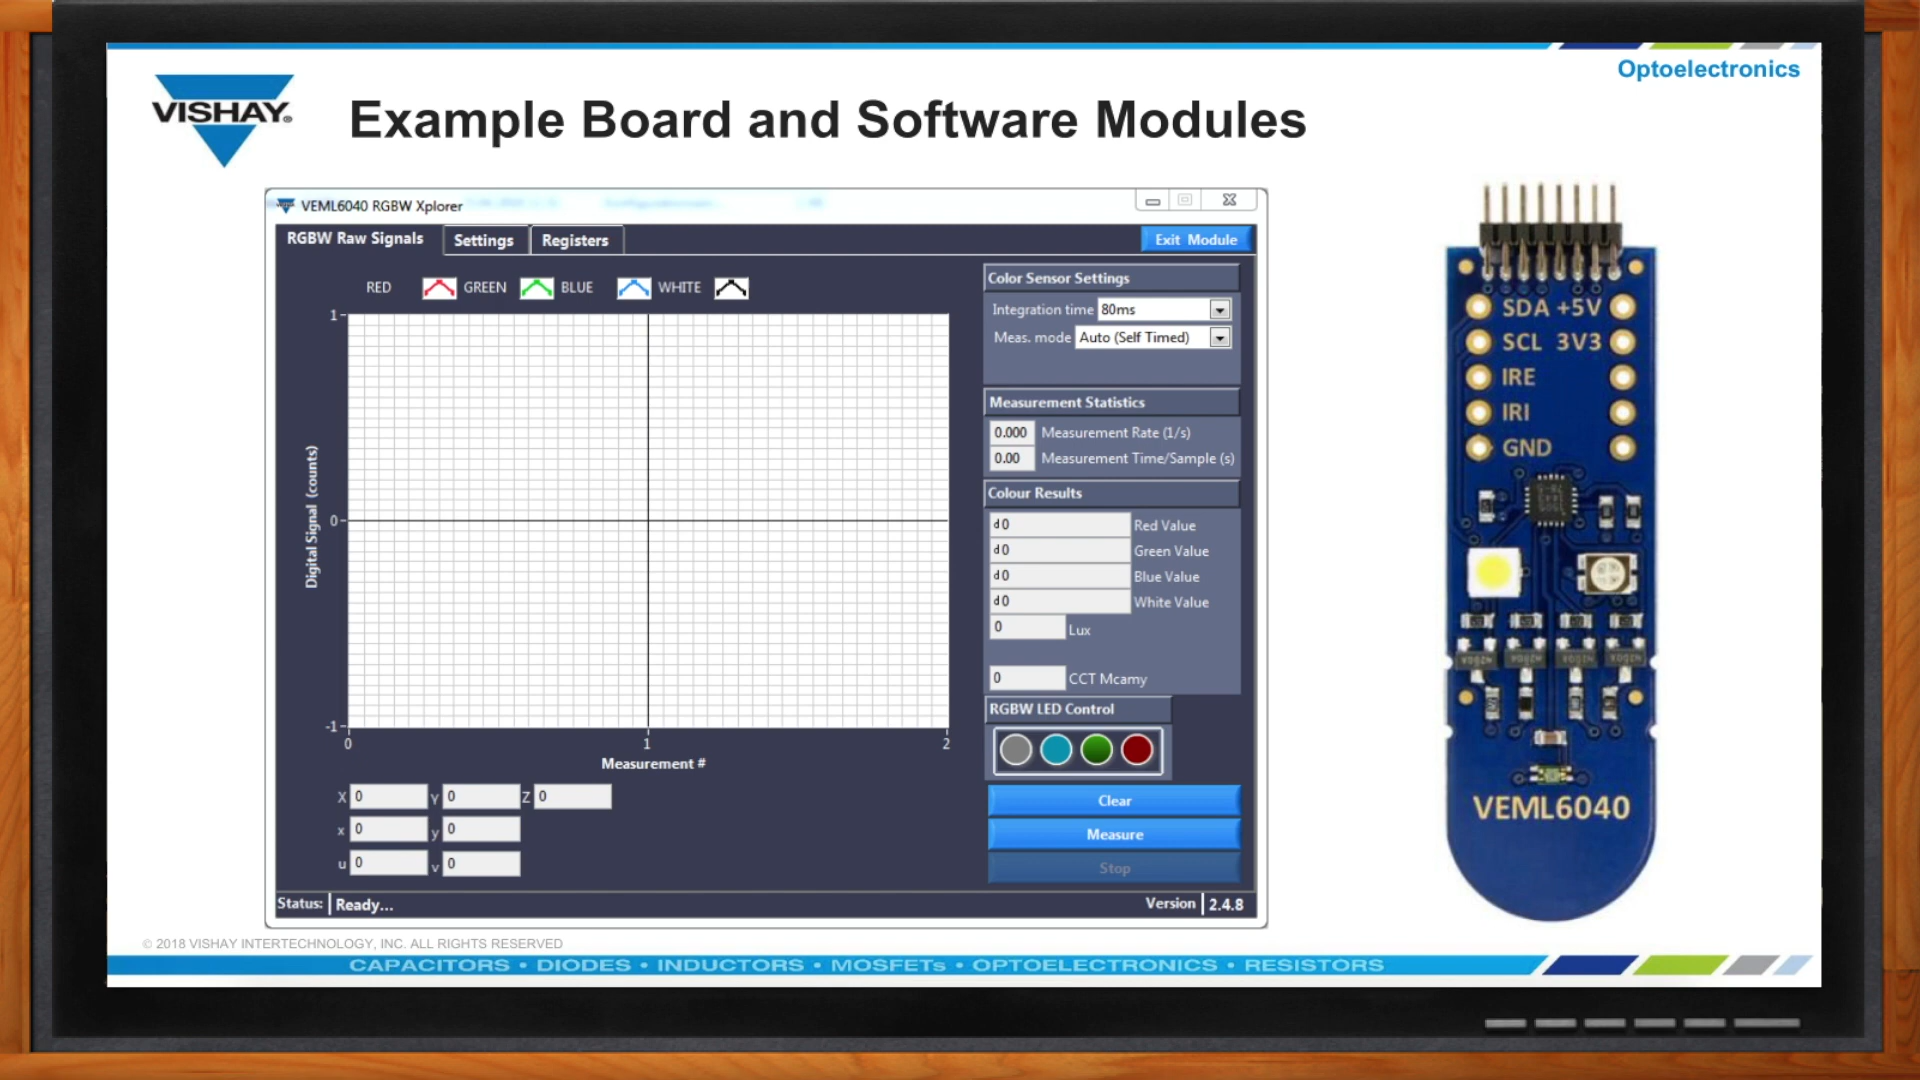 Optoelectronics
VISHAY®
Example Board and Software Modules
VEML6040 RGBW Xplorer
RGBW Raw Signals
Settings
Registers
Exit Module
RED
GREEN
BLUE
WHITE
Color Sensor Settings
Integration time 80ms
Meas. mode Auto (Self Timed)
Measurement Statistics
0.000 Measurement Rate (1/s)
0.00 Measurement Time/Sample (s)
Colour Results
d 0 Red Value
d 0 Green Value
d 0 Blue Value
d 0 White Value
0 Lux
0 CCT Mcamy
RGBW LED Control
Clear
Measure
Stop
Digital Signal (counts)
1
0
-1
0 1 2
Measurement #
X 0 Y 0 Z 0
x 0 y 0
u 0 v 0
Status: Ready...
Version 2.4.8
SDA +5V
SCL 3V3
IRE
IRI
GND
VEML6040
© 2018 VISHAY INTERTECHNOLOGY, INC. ALL RIGHTS RESERVED
CAPACITORS • DIODES • INDUCTORS • MOSFETs • OPTOELECTRONICS • RESISTORS